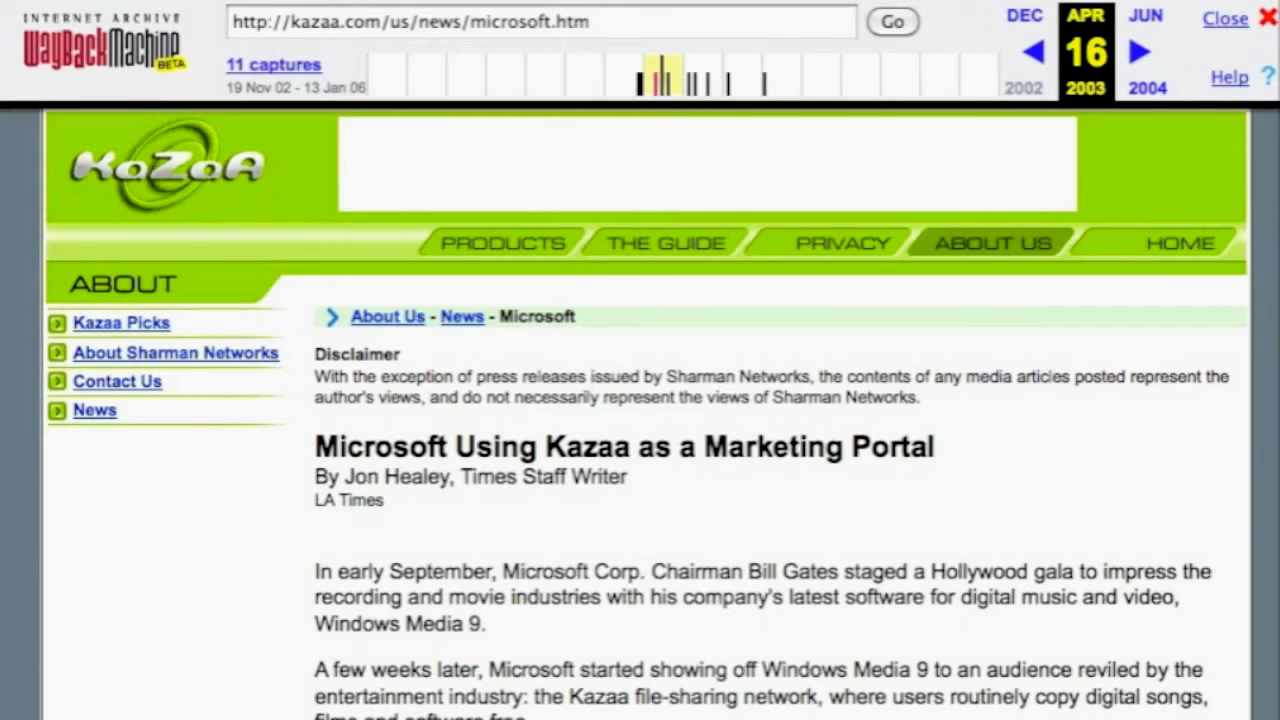 INTERNET ARCHIVE
WayBackMachine
BETA
http://kazaa.com/us/news/microsoft.htm
Go
11 captures
19 Nov 02 - 13 Jan 06
DEC APR JUN
16
2002 2003 2004
Close
Help ?
KaZaA
PRODUCTS THE GUIDE PRIVACY ABOUT US HOME
ABOUT
Kazaa Picks
About Sharman Networks
Contact Us
News
About Us - News - Microsoft
Disclaimer
With the exception of press releases issued by Sharman Networks, the contents of any media articles posted represent the
author's views, and do not necessarily represent the views of Sharman Networks.
Microsoft Using Kazaa as a Marketing Portal
By Jon Healey, Times Staff Writer
LA Times
In early September, Microsoft Corp. Chairman Bill Gates staged a Hollywood gala to impress the
recording and movie industries with his company's latest software for digital music and video,
Windows Media 9.
A few weeks later, Microsoft started showing off Windows Media 9 to an audience reviled by the
entertainment industry: the Kazaa file-sharing network, where users routinely copy digital songs,
films and software free.